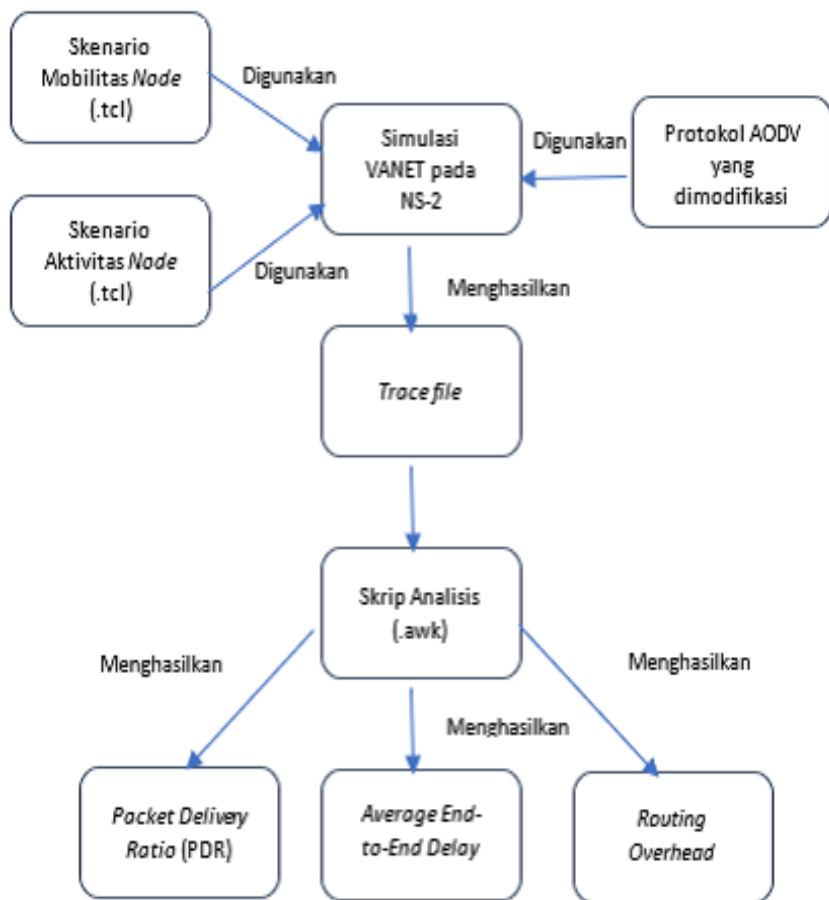 Skenario
Mobilitas Node
(.tcl)
Digunakan
Simulasi
VANET pada
NS-2
Digunakan
Protokol AODV
yang
dimodifikasi
Skenario
Aktivitas Node
(.tcl)
Digunakan
Menghasilkan
Trace file
Skrip Analisis
(.awk)
Menghasilkan
Menghasilkan
Menghasilkan
Packet Delivery
Ratio (PDR)
Average End-
to-End Delay
Routing
Overhead